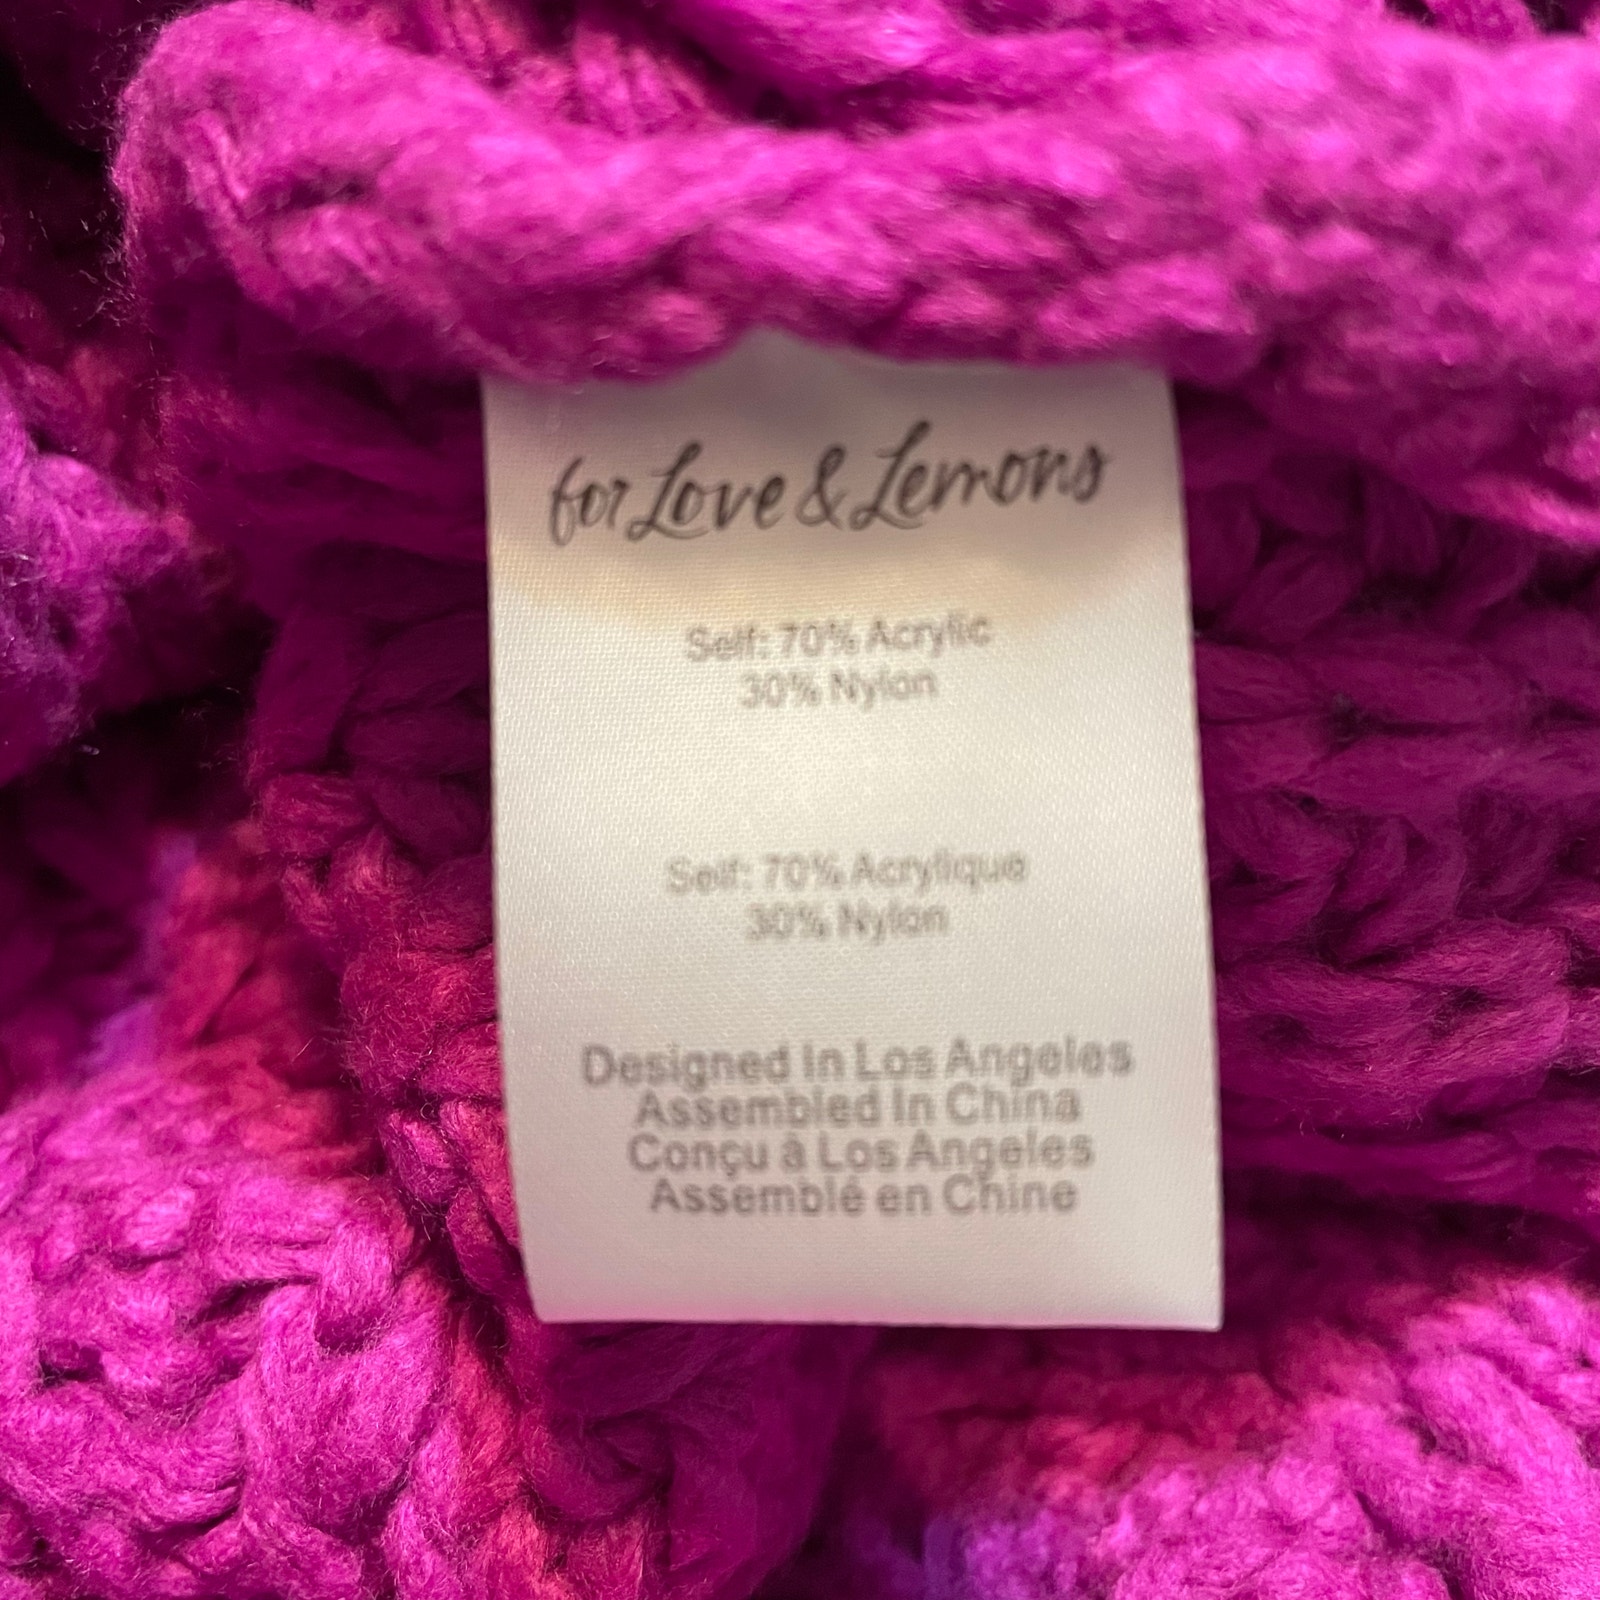 for Love & Lemons
Self: 70% Acrylic
30% Nylon
Self: 70% Acrylique
30% Nylon
Designed In Los Angeles
Assembled In China
Conçu à Los Angeles
Assemblé en Chine